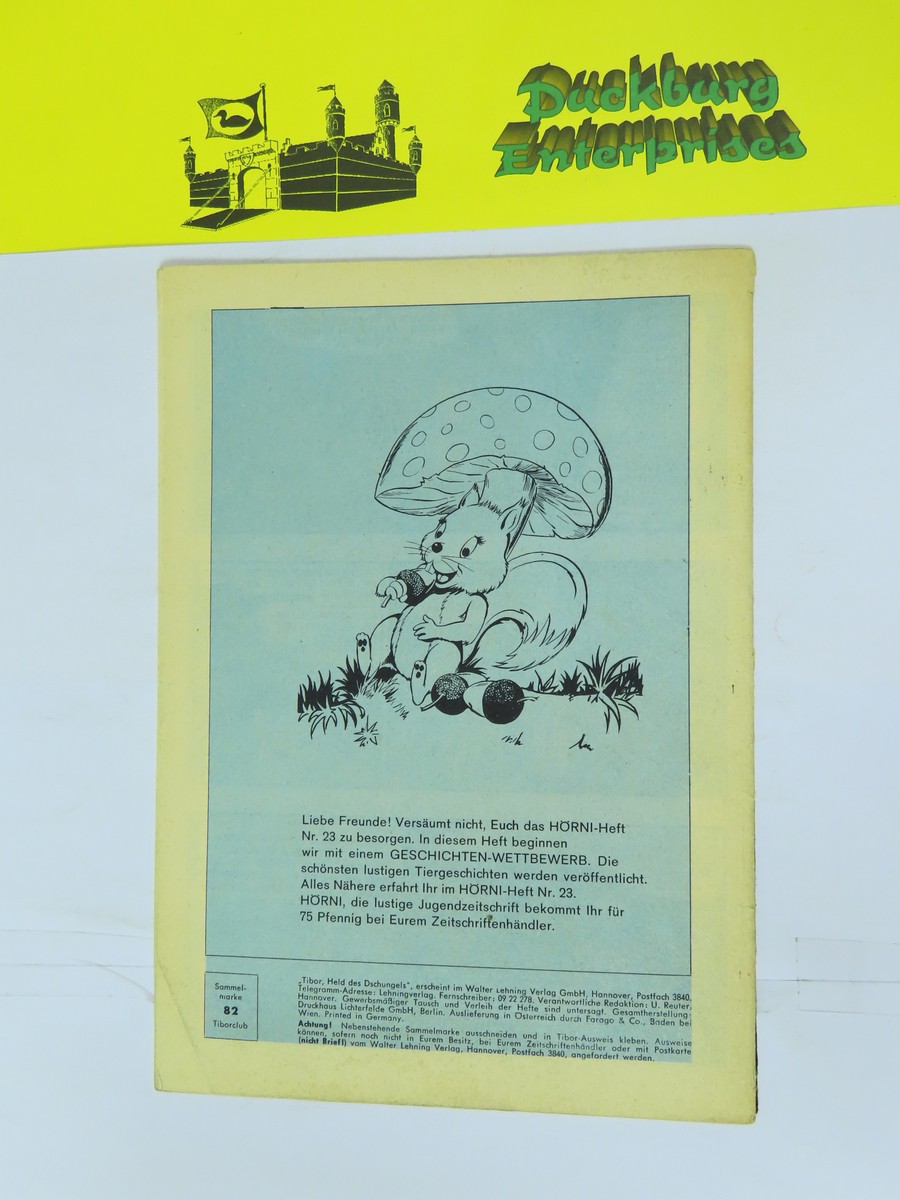 Duckburg
Enterprises
Liebe Freunde! Versäumt nicht, Euch das HÖRNI-Heft
Nr. 23 zu besorgen. In diesem Heft beginnen
wir mit einem GESCHICHTEN-WETTBEWERB. Die
schönsten lustigen Tiergeschichten werden veröffentlicht.
Alles Nähere erfahrt Ihr im HÖRNI-Heft Nr. 23.
HÖRNI, die lustige Jugendzeitschrift bekommt Ihr für
75 Pfennig bei Eurem Zeitschriftenhändler.
Sammel-
marke
82
Tiborclub
„Tibor, Held des Dschungels", erscheint im Walter Lehning Verlag GmbH, Hannover, Postfach 3840.
Telegramm-Adresse: Lehningverlag. Fernschreiber: 09 22 278. Verantwortliche Redaktion: U. Reuter,
Hannover. Gewerbsmäßiger Tausch und Verleih der Hefte sind untersagt. Gesamtherstellung:
Druckhaus Lichterfelde GmbH, Berlin. Auslieferung in Österreich durch Farago & Co., Baden bei
Wien. Printed in Germany.
Achtung! Nebenstehende Sammelmarke ausschneiden und in Tibor-Ausweis kleben. Ausweise
können, sofern noch nicht in Eurem Besitz, bei Eurem Zeitschriftenhändler oder mit Postkarte
(nicht Brief!) vom Walter Lehning Verlag, Hannover, Postfach 3840, angefordert werden.